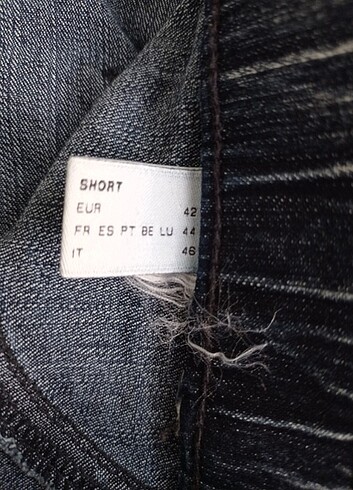 SHORT
EUR 42
FR ES PT BE LU 44
IT 46